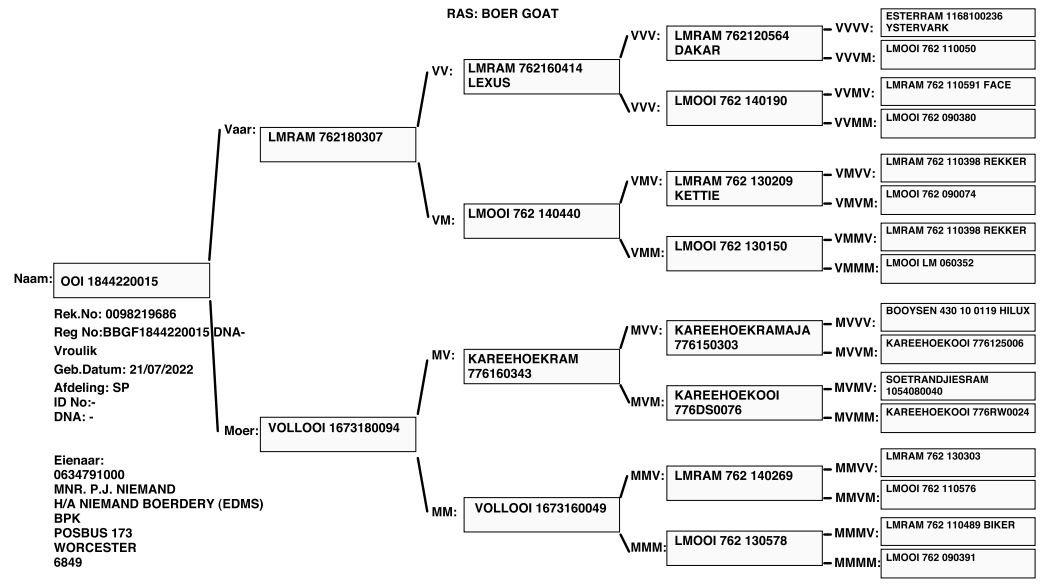 RAS: BOER GOAT
Naam:
OOI 1844220015
Rek.No: 0098219686
Reg No:BBGF1844220015 DNA-
Vroulik
Geb.Datum: 21/07/2022
Afdeling: SP
ID No:-
DNA: -
Eienaar:
0634791000
MNR. P.J. NIEMAND
H/A NIEMAND BOERDERY (EDMS)
BPK
POSBUS 173
WORCESTER
6849
Vaar:
LMRAM 762180307
Moer:
VOLLOOI 1673180094
VV:
LMRAM 762160414
LEXUS
VM:
LMOOI 762 140440
MV:
KAREEHOEKRAM
776160343
MM:
VOLLOOI 1673160049
VVV:
LMRAM 762120564
DAKAR
VVV:
LMOOI 762 140190
VMV:
LMRAM 762 130209
KETTIE
VMM:
LMOOI 762 130150
MVV:
KAREEHOEKRAMAJA
776150303
MVM:
KAREEHOEKOOI
776DS0076
MMV:
LMRAM 762 140269
MMM:
LMOOI 762 130578
VVVV:
ESTERRAM 1168100236
YSTERVARK
VVVM:
LMOOI 762 110050
VVMV:
LMRAM 762 110591 FACE
VVMM:
LMOOI 762 090380
VMVV:
LMRAM 762 110398 REKKER
VMVM:
LMOOI 762 090074
VMMV:
LMRAM 762 110398 REKKER
VMMM:
LMOOI LM 060352
MVVV:
BOOYSEN 430 10 0119 HILUX
MVVM:
KAREEHOEKOOI 776125006
MVMV:
SOETRANDJIESRAM
1054080040
MVMM:
KAREEHOEKOOI 776RW0024
MMVV:
LMRAM 762 130303
MMVM:
LMOOI 762 110576
MMMV:
LMRAM 762 110489 BIKER
MMMM:
LMOOI 762 090391